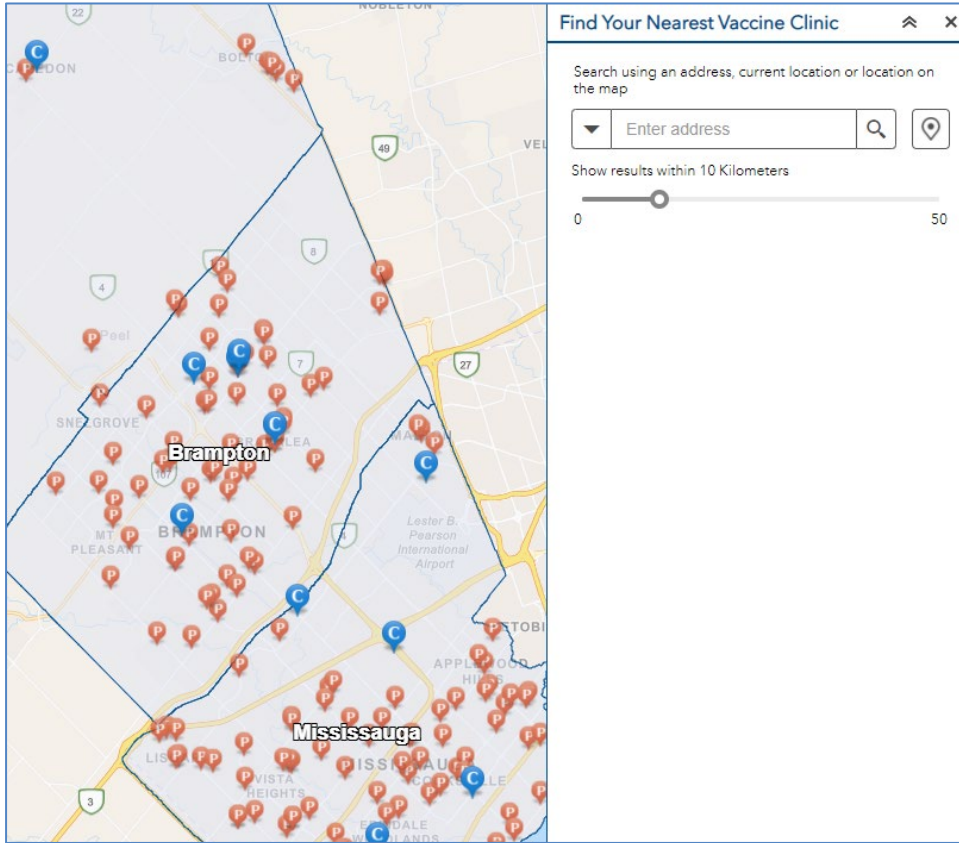 22
NOBLETON
C
P
CALEDON
BOLTON
49
4
8
Peel
7
27
SNELGROVE
Brampton
107
BRAMPTON
MT
PLEASANT
4
Lester B.
Pearson
International
Airport
APPLEWOOD
HILLS
Mississauga
VISTA
HEIGHTS
3
Find Your Nearest Vaccine Clinic
Search using an address, current location or location on
the map
Enter address
Show results within 10 Kilometers
0
50